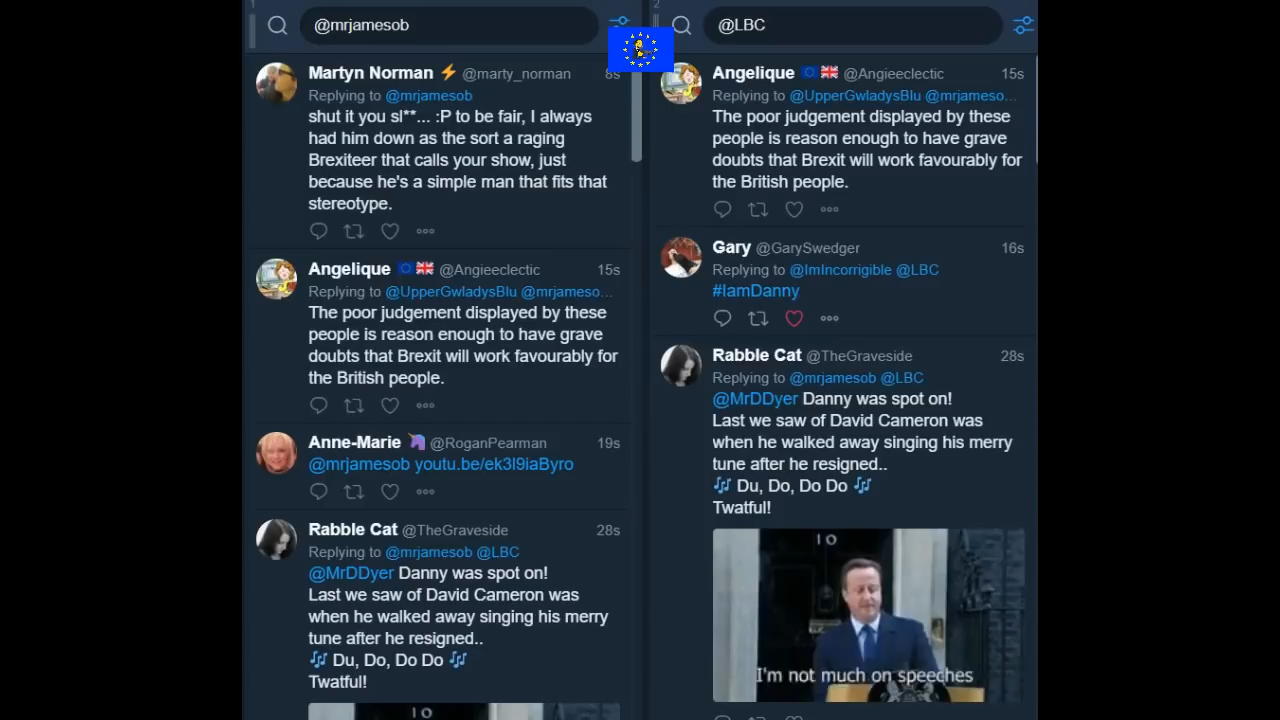 1
@mrjamesob
Martyn Norman ⚡ @marty_norman 8s
Replying to @mrjamesob
shut it you sl**... :P to be fair, I always
had him down as the sort a raging
Brexiteer that calls your show, just
because he's a simple man that fits that
stereotype.
Angelique 🇪🇺🇬🇧 @Angieeclectic 15s
Replying to @UpperGwladysBlu @mrjameso...
The poor judgement displayed by these
people is reason enough to have grave
doubts that Brexit will work favourably for
the British people.
Anne-Marie 🦄 @RoganPearman 19s
@mrjamesob youtu.be/ek3l9iaByro
Rabble Cat @TheGraveside 28s
Replying to @mrjamesob @LBC
@MrDDyer Danny was spot on!
Last we saw of David Cameron was
when he walked away singing his merry
tune after he resigned..
🎶 Du, Do, Do Do 🎶
Twatful!
10
2
@LBC
Angelique 🇪🇺🇬🇧 @Angieeclectic 15s
Replying to @UpperGwladysBlu @mrjameso...
The poor judgement displayed by these
people is reason enough to have grave
doubts that Brexit will work favourably for
the British people.
Gary @GarySwedger 16s
Replying to @ImIncorrigible @LBC
#IamDanny
Rabble Cat @TheGraveside 28s
Replying to @mrjamesob @LBC
@MrDDyer Danny was spot on!
Last we saw of David Cameron was
when he walked away singing his merry
tune after he resigned..
🎶 Du, Do, Do Do 🎶
Twatful!
10
I'm not much on speeches